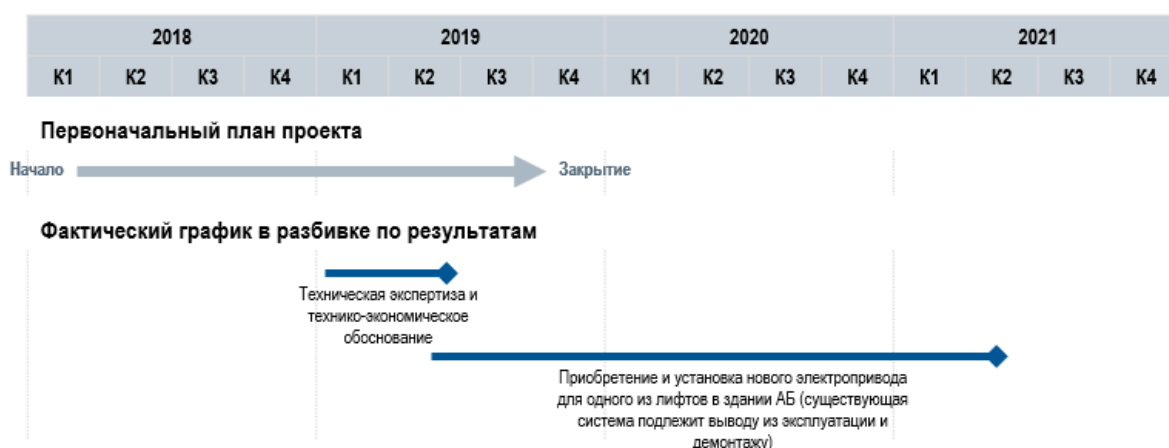 2018 2019 2020 2021
К1 К2 К3 К4 К1 К2 К3 К4 К1 К2 К3 К4 К1 К2 К3 К4
Первоначальный план проекта
Начало Закрытие
Фактический график в разбивке по результатам
Техническая экспертиза и
технико-экономическое
обоснование
Приобретение и установка нового электропривода
для одного из лифтов в здании АБ (существующая
система подлежит выводу из эксплуатации и
демонтажу)